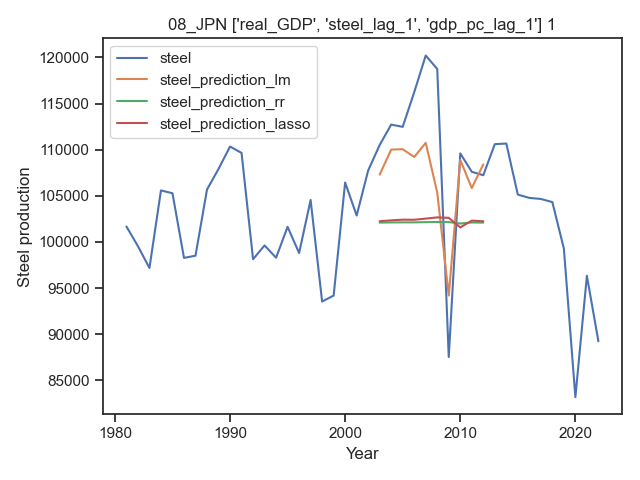 08_JPN ['real_GDP', 'steel_lag_1', 'gdp_pc_lag_1'] 1
steel
steel_prediction_lm
steel_prediction_rr
steel_prediction_lasso
Steel production
120000
115000
110000
105000
100000
95000
90000
85000
1980
1990
2000
2010
2020
Year